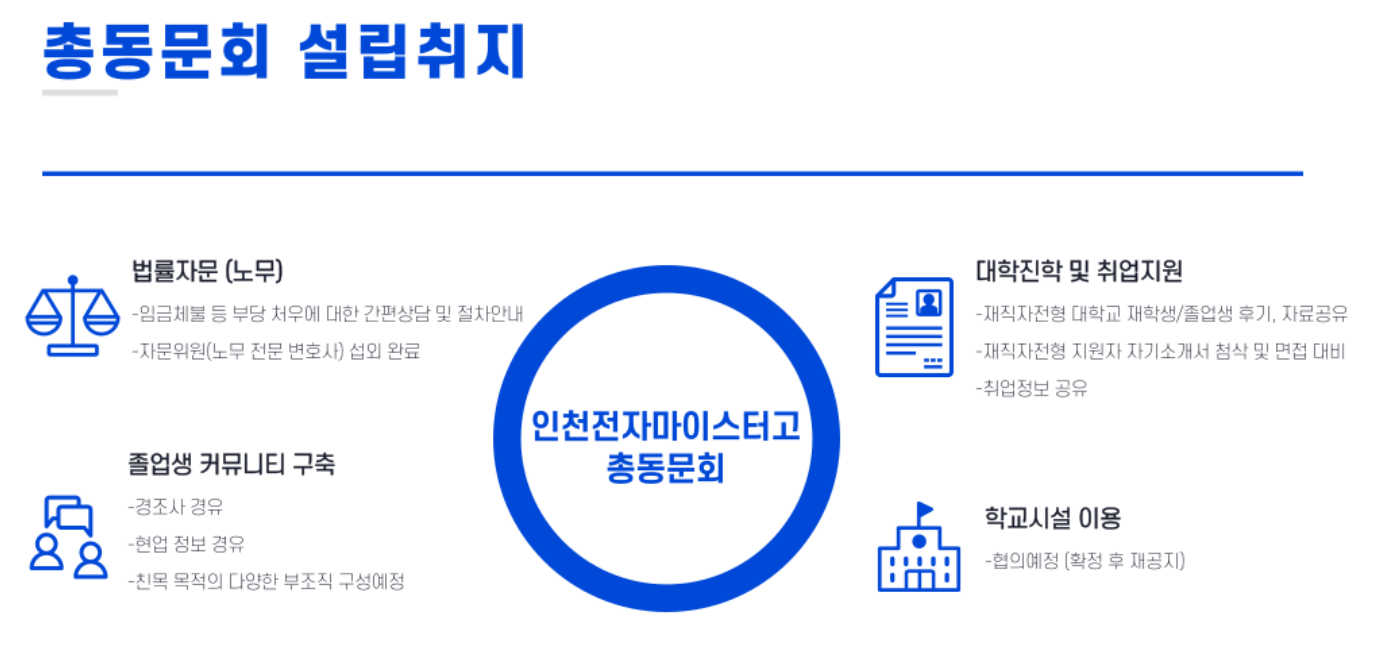 총동문회 설립취지
법률자문 (노무)
-임금체불 등 부당 처우에 대한 간편상담 및 절차안내
-자문위원(노무 전문 변호사) 섭외 완료
졸업생 커뮤니티 구축
-경조사 경유
-현업 정보 경유
-친목 목적의 다양한 부조직 구성예정
인천전자마이스터고
총동문회
대학진학 및 취업지원
-재직자전형 대학교 재학생/졸업생 후기, 자료공유
-재직자전형 지원자 자기소개서 첨삭 및 면접 대비
-취업정보 공유
학교시설 이용
-협의예정 (확정 후 재공지)